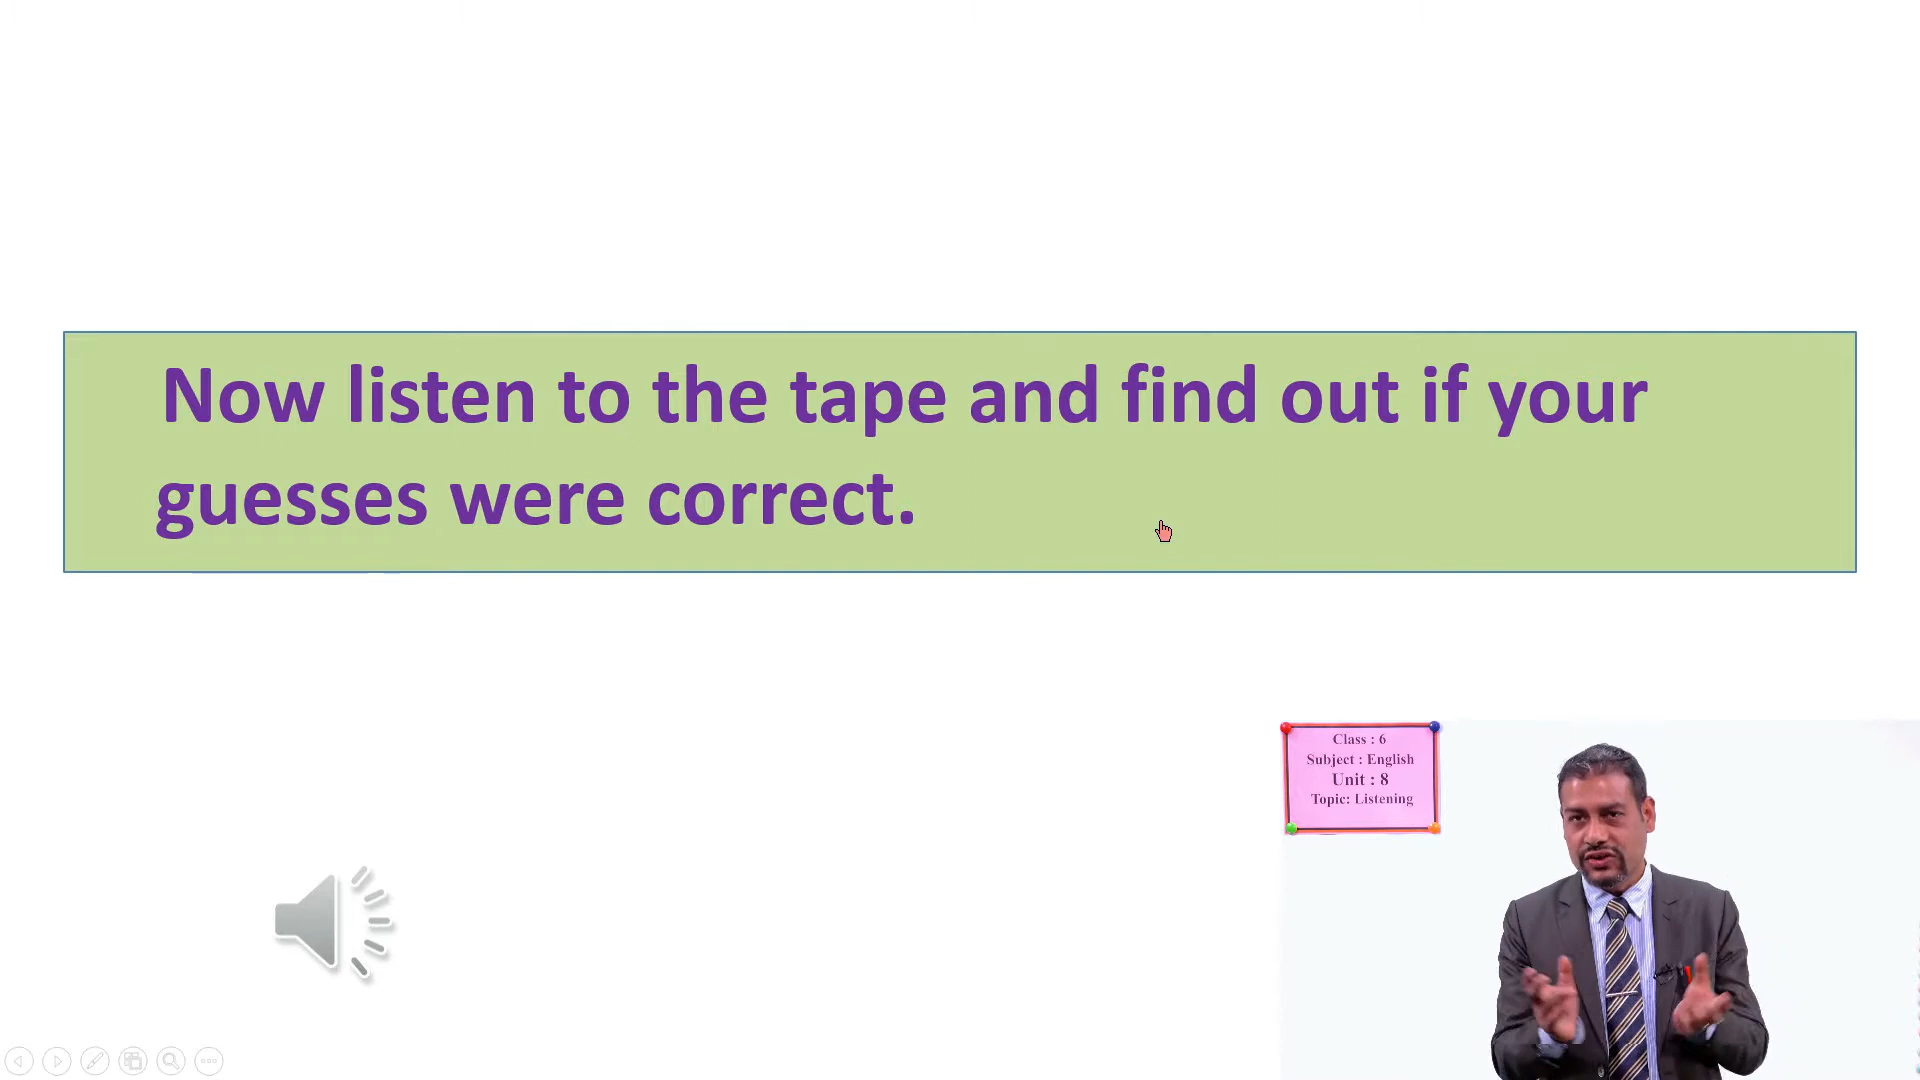 Now listen to the tape and find out if your
guesses were correct.
Class : 6
Subject : English
Unit : 8
Topic: Listening